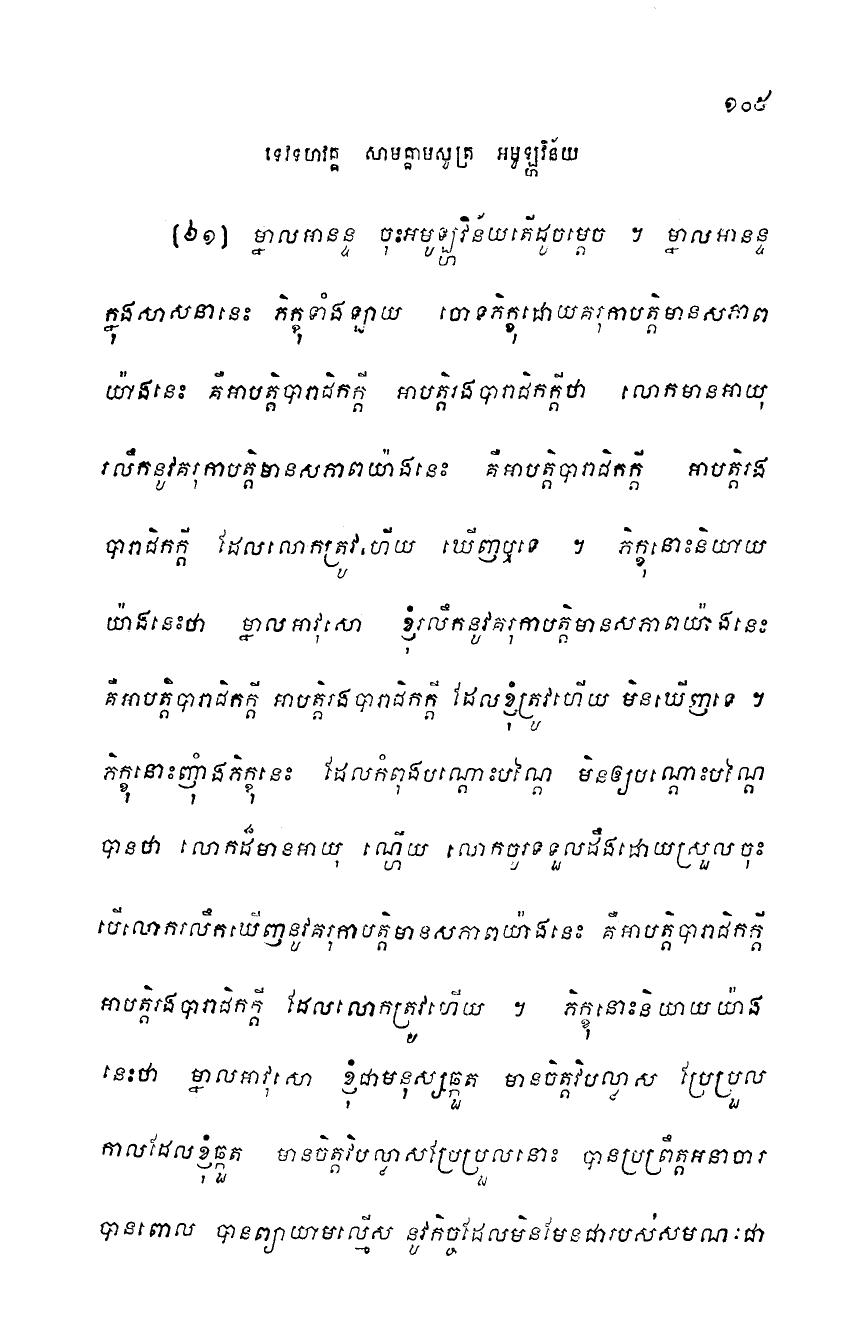 ១០៥
ទេវទហវគ្គ សាមគាមសូត្រ អមូឡ្ហវិន័យ
(៦១) ម្នាលអានន្ទ ចុះអមូឡ្ហវិន័យតើដូចម្តេច ។ ម្នាលអានន្ទ
ក្នុងសាសនានេះ ភិក្ខុទាំងឡាយ ចោទភិក្ខុដោយគរុកាបត្តិមានសភាព
យ៉ាងនេះ គឺអាបត្តិបារាជិកក្តី អាបត្តិរងបារាជិកក្តីថា លោកមានអាយុ
រលឹកនូវគរុកាបត្តិមានសភាពយ៉ាងនេះ គឺអាបត្តិបារាជិកក្តី អាបត្តិរង
បារាជិកក្តី ដែលលោកត្រូវហើយ ឃើញឬទេ ។ ភិក្ខុនោះនិយាយ
យ៉ាងនេះថា ម្នាលអាវុសោ ខ្ញុំរលឹកនូវគរុកាបត្តិមានសភាពយ៉ាងនេះ
គឺអាបត្តិបារាជិកក្តី អាបត្តិរងបារាជិកក្តី ដែលខ្ញុំត្រូវហើយ មិនឃើញទេ ។
ភិក្ខុនោះញុំាងភិក្ខុនេះ ដែលកំពុងបណ្តោះបណ្តៃ មិនឲ្យបណ្តោះបណ្តៃ
បានថា លោកដ៏មានអាយុ ណ្ហើយ លោកចូរទទួលដឹងដោយស្រួលចុះ
បើលោករលឹកឃើញនូវគរុកាបត្តិមានសភាពយ៉ាងនេះ គឺអាបត្តិបារាជិកក្តី
អាបត្តិរងបារាជិកក្តី ដែលលោកត្រូវហើយ ។ ភិក្ខុនោះនិយាយយ៉ាង
នេះថា ម្នាលអាវុសោ ខ្ញុំជាមនុស្សឆ្កួត មានចិត្តវិបល្លាស ប្រែប្រួល
កាលដែលខ្ញុំឆ្កួត មានចិត្តវិបល្លាសប្រែប្រួលនោះ បានប្រព្រឹត្តអនាចារ
បានពោល បានព្យាយាមល្មើស នូវកិច្ចដែលមិនមែនជារបស់សមណៈជា